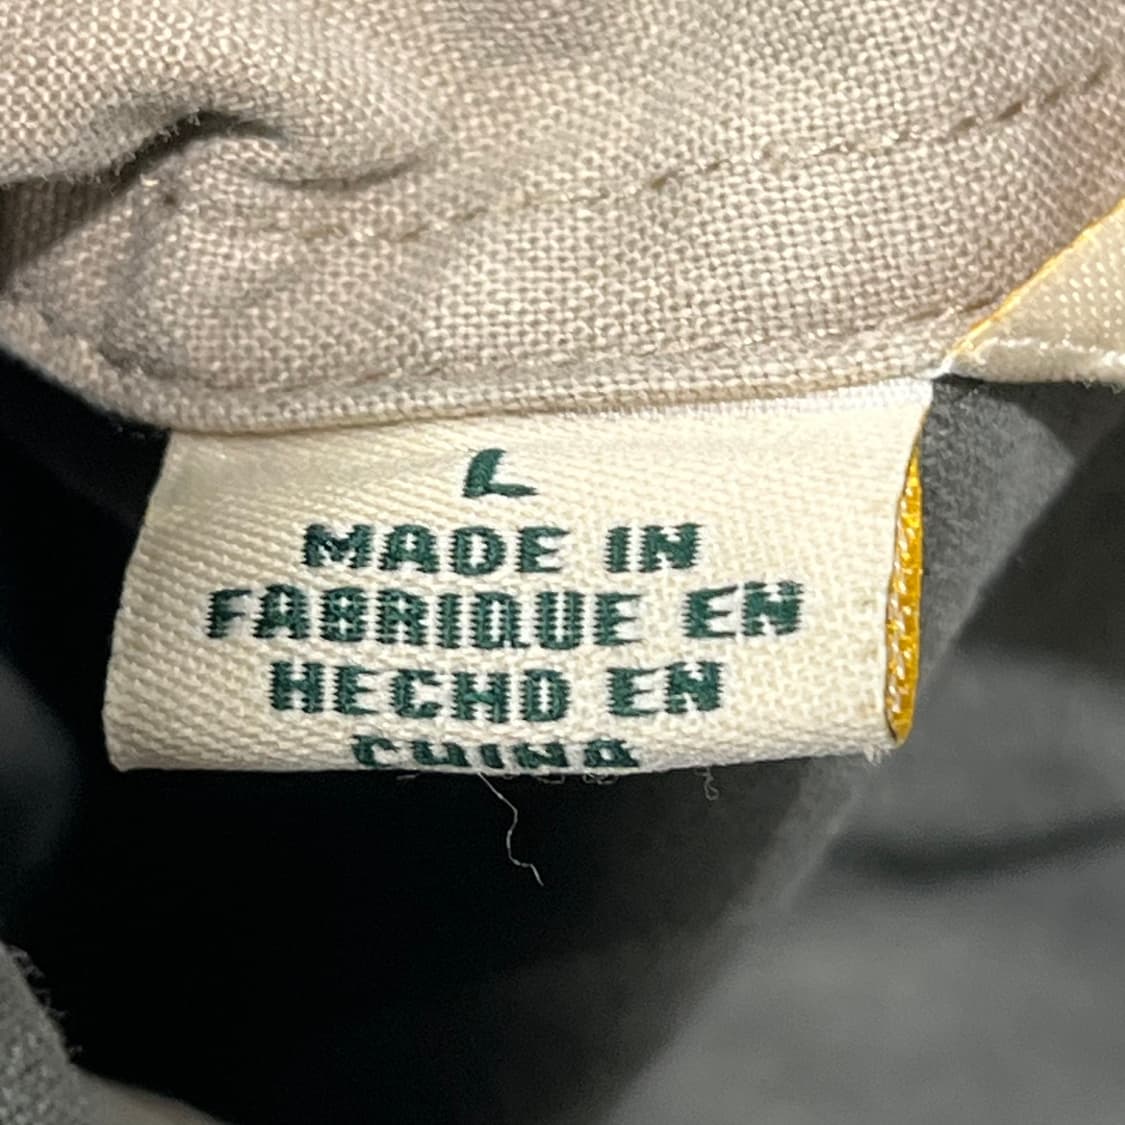 L
MADE IN
FABRIQUE EN
HECHO EN
CHINA